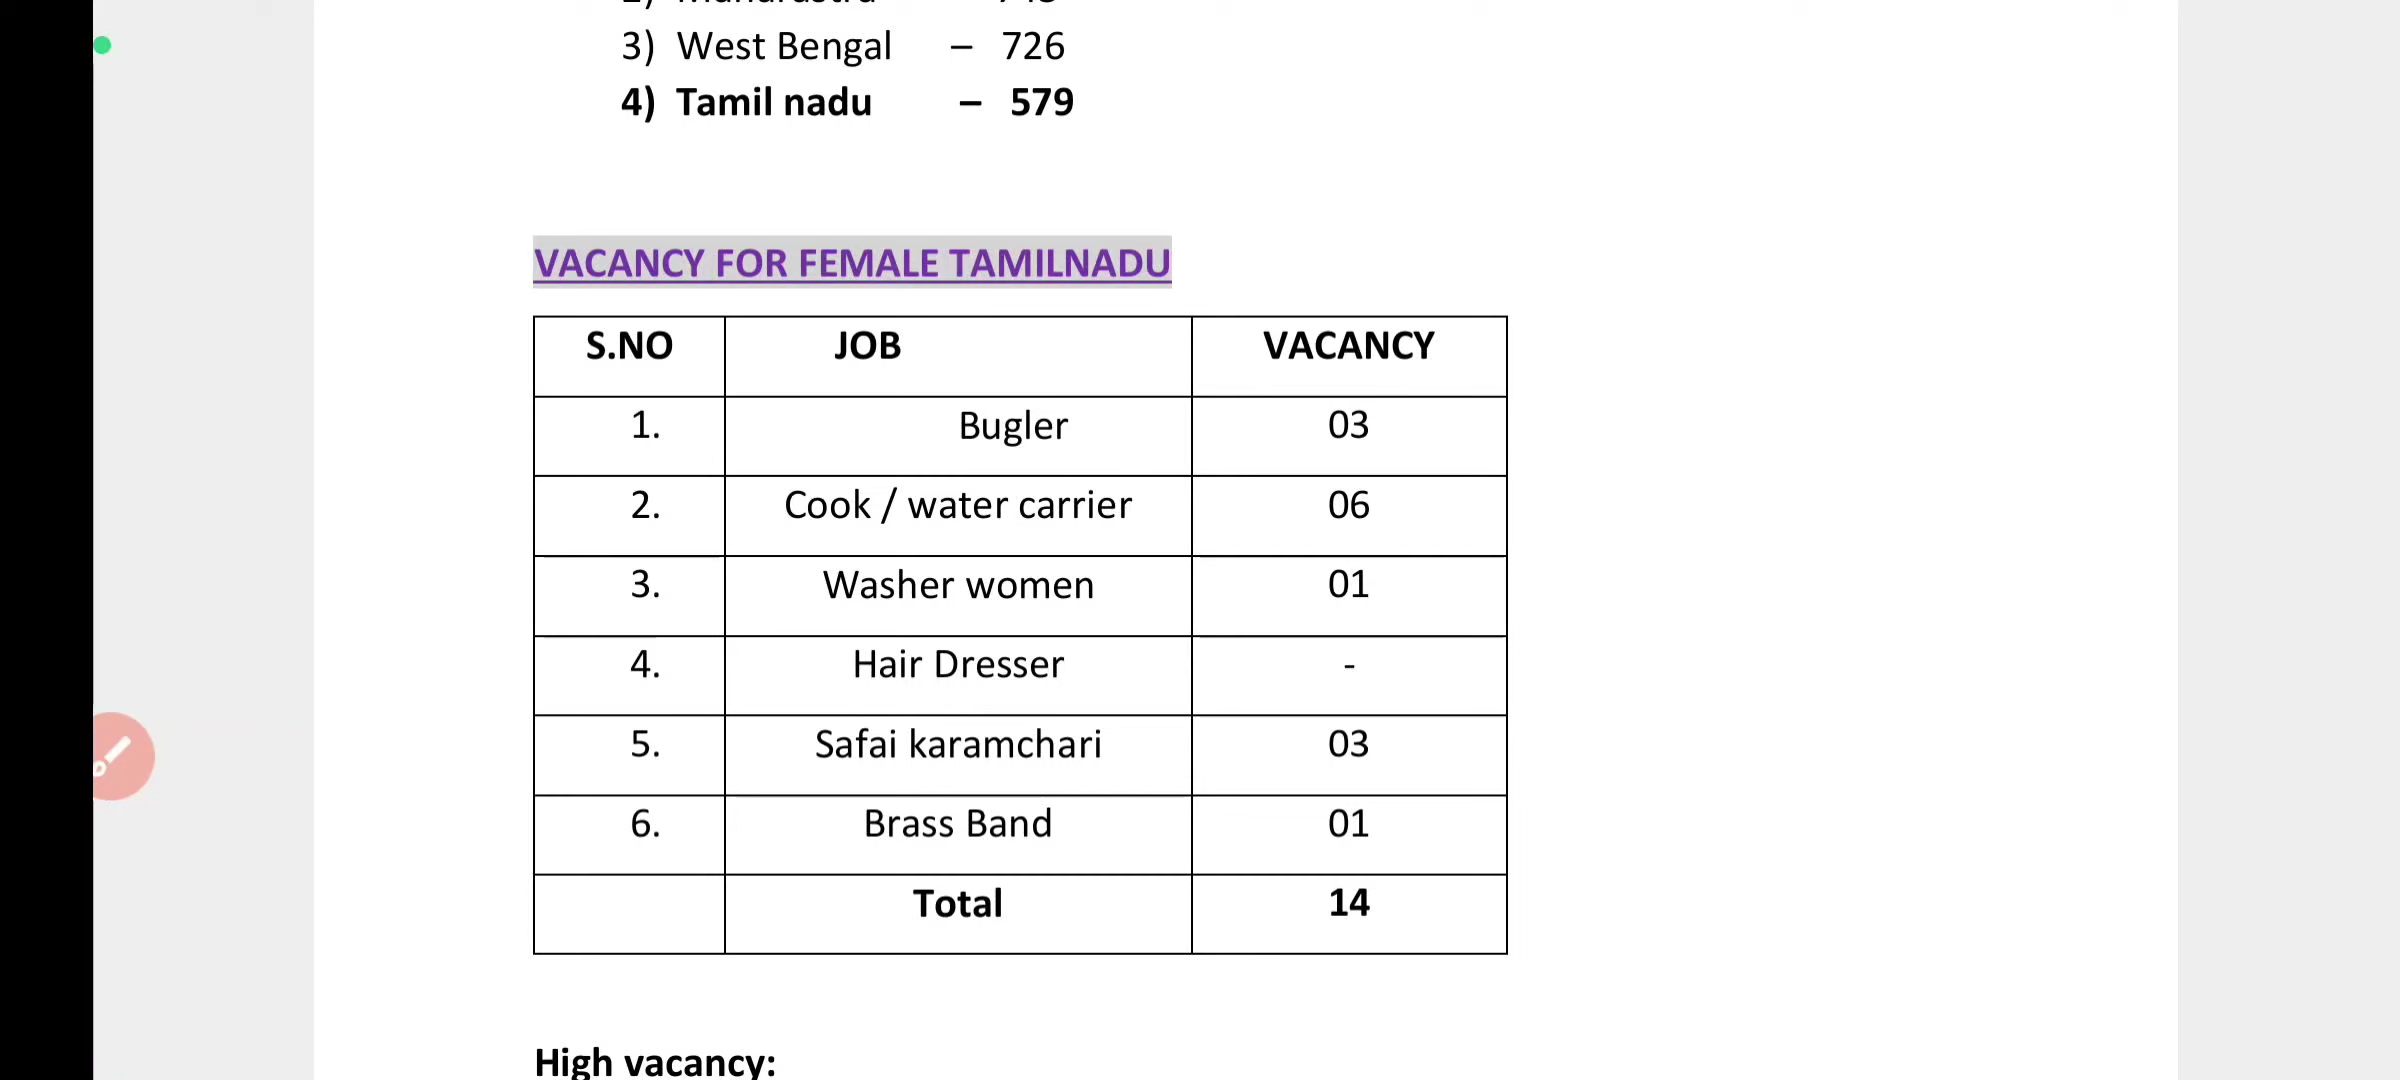 3) West Bengal – 726
4) Tamil nadu – 579
VACANCY FOR FEMALE TAMILNADU
S.NO JOB VACANCY
1. Bugler 03
2. Cook / water carrier 06
3. Washer women 01
4. Hair Dresser -
5. Safai karamchari 03
6. Brass Band 01
Total 14
High vacancy: